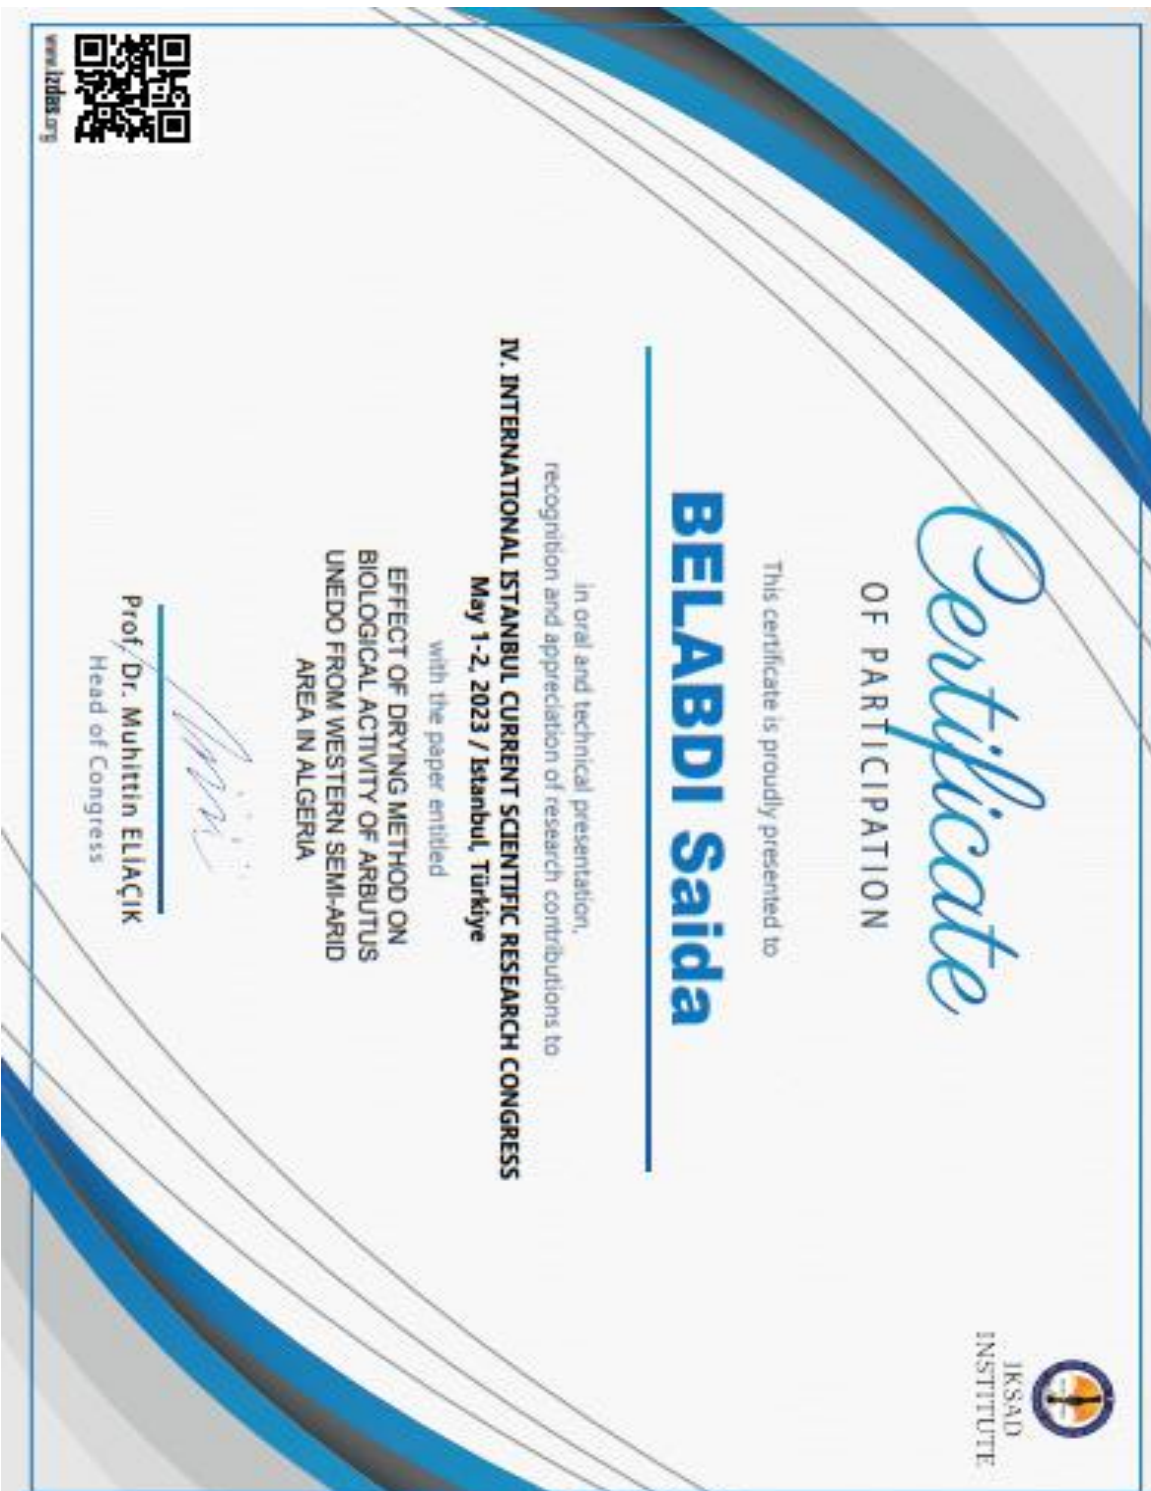 IKSAD
INSTITUTE
Certificate
OF PARTICIPATION
This certificate is proudly presented to
BELABDI Saida
in oral and technical presentation,
recognition and appreciation of research contributions to
IV. INTERNATIONAL ISTANBUL CURRENT SCIENTIFIC RESEARCH CONGRESS
May 1-2, 2023 / Istanbul, Türkiye
with the paper entitled
EFFECT OF DRYING METHOD ON
BIOLOGICAL ACTIVITY OF ARBUTUS
UNEDO FROM WESTERN SEMI-ARID
AREA IN ALGERIA
Prof. Dr. Muhittin ELİAÇIK
Head of Congress
www.izdas.org